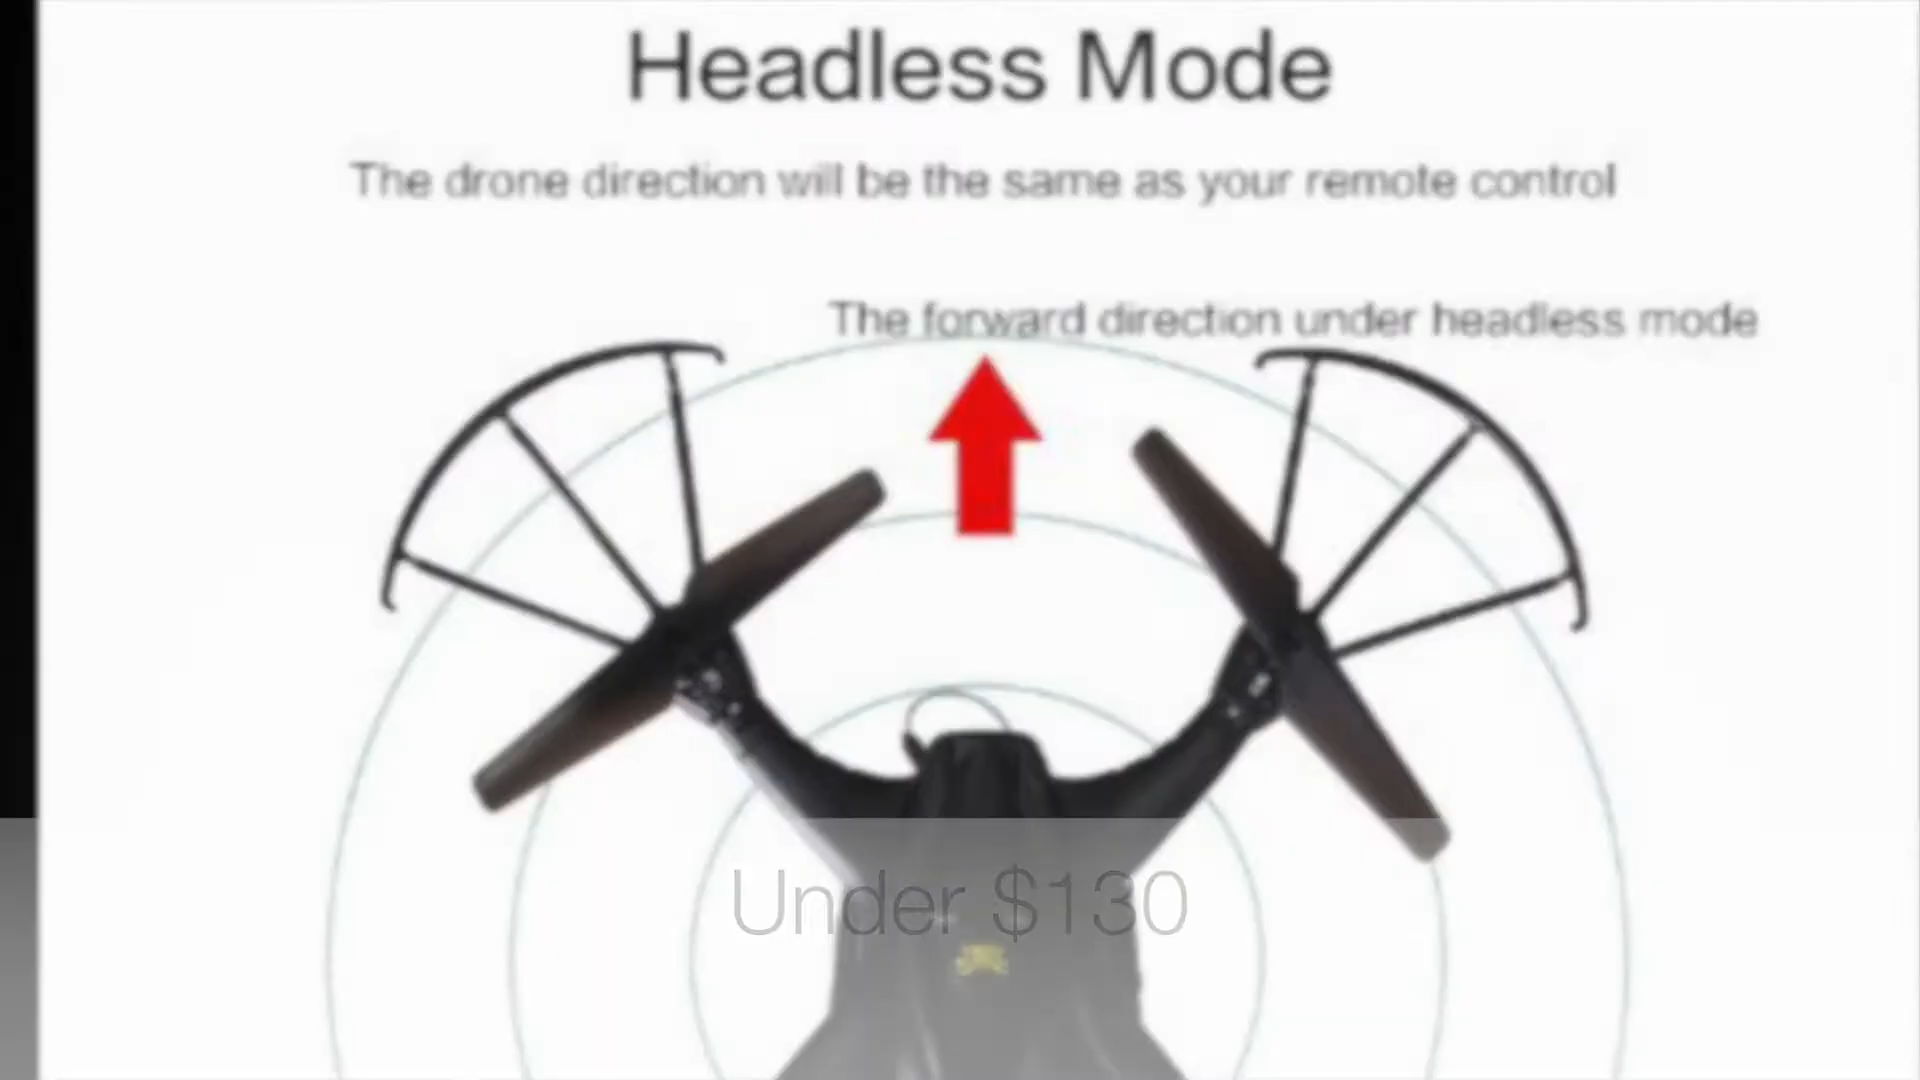 Headless Mode
The drone direction will be the same as your remote control
The forward direction under headless mode
Under $130